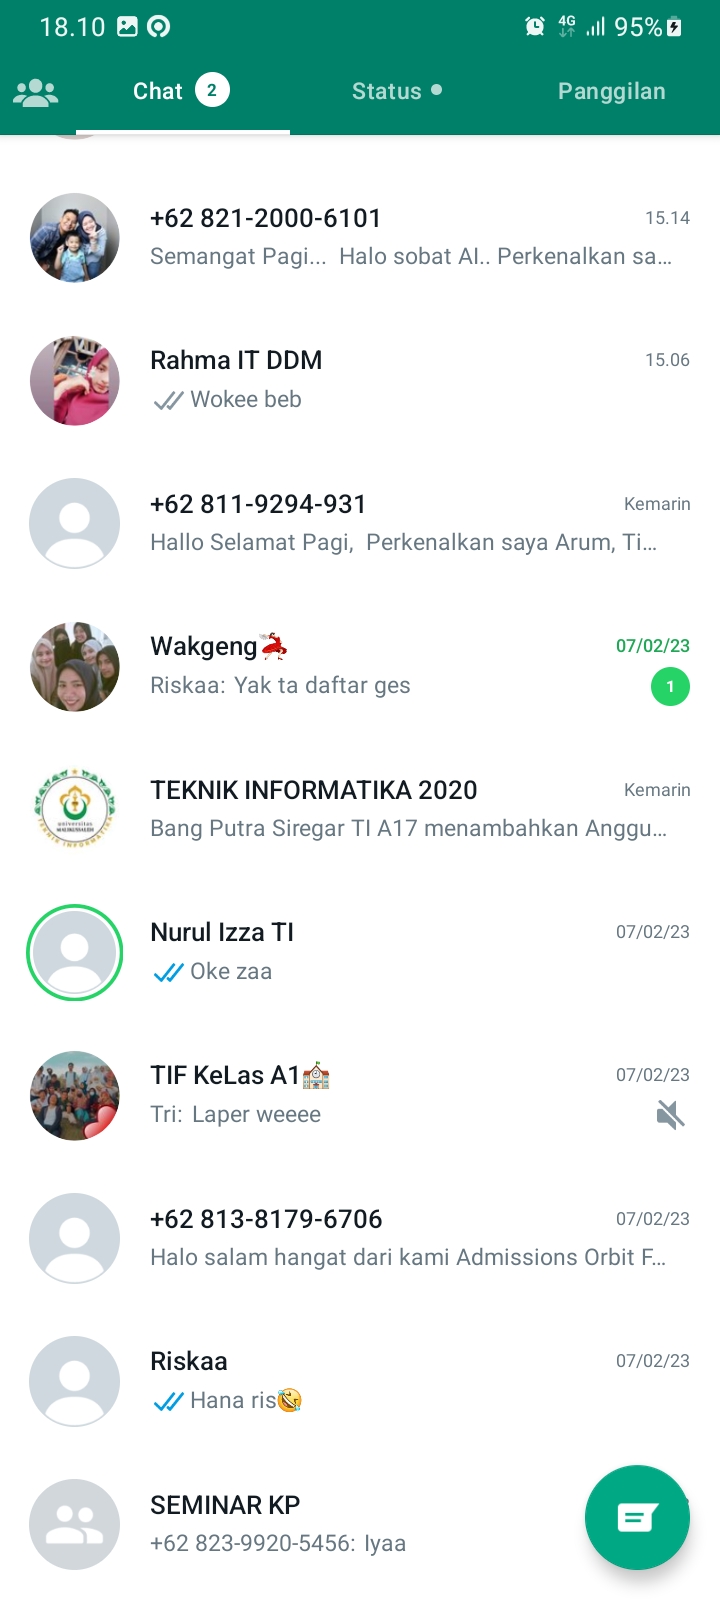 18.10 4G 95%
Chat 2 Status Panggilan
+62 821-2000-6101 15.14
Semangat Pagi... Halo sobat AI.. Perkenalkan sa...
Rahma IT DDM 15.06
Wokee beb
+62 811-9294-931 Kemarin
Hallo Selamat Pagi, Perkenalkan saya Arum, Ti...
Wakgeng💃 07/02/23
Riskaa: Yak ta daftar ges 1
universitas
MALIKUSSALEH
TEKNIK INFORMATIKA
TEKNIK INFORMATIKA 2020 Kemarin
Bang Putra Siregar TI A17 menambahkan Anggu...
Nurul Izza TI 07/02/23
Oke zaa
TIF KeLas A1🏫 07/02/23
Tri: Laper weeee
+62 813-8179-6706 07/02/23
Halo salam hangat dari kami Admissions Orbit F...
Riskaa 07/02/23
Hana ris🤣
SEMINAR KP
+62 823-9920-5456: Iyaa